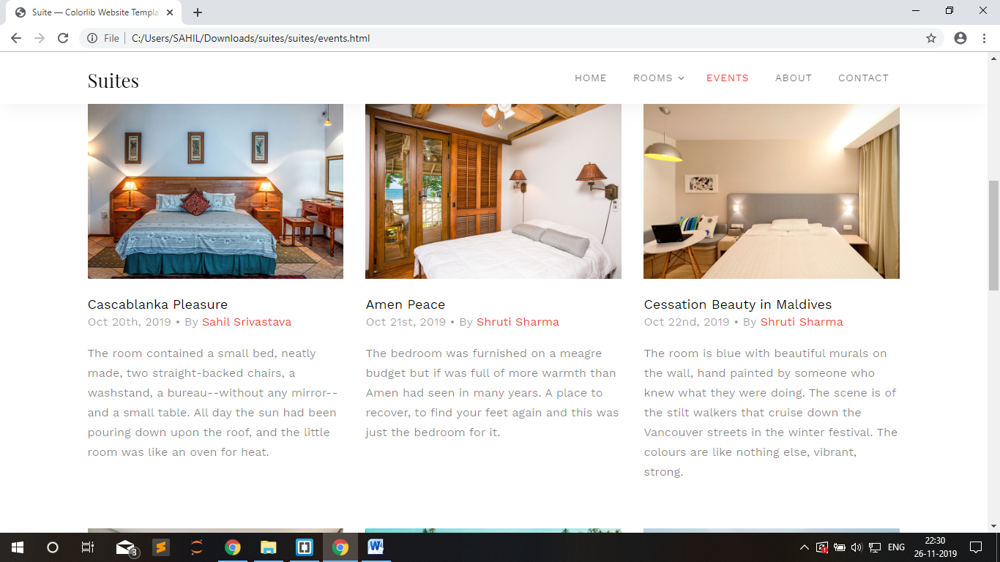 Suite — Colorlib Website Templa
File
C:/Users/SAHIL/Downloads/suites/suites/events.html
Suites
HOME ROOMS EVENTS ABOUT CONTACT
Cascablanka Pleasure
Oct 20th, 2019 • By Sahil Srivastava
The room contained a small bed, neatly
made, two straight-backed chairs, a
washstand, a bureau--without any mirror--
and a small table. All day the sun had been
pouring down upon the roof, and the little
room was like an oven for heat.
Amen Peace
Oct 21st, 2019 • By Shruti Sharma
The bedroom was furnished on a meagre
budget but if was full of more warmth than
Amen had seen in many years. A place to
recover, to find your feet again and this was
just the bedroom for it.
Cessation Beauty in Maldives
Oct 22nd, 2019 • By Shruti Sharma
The room is blue with beautiful murals on
the wall, hand painted by someone who
knew what they were doing. The scene is of
the stilt walkers that cruise down the
Vancouver streets in the winter festival. The
colours are like nothing else, vibrant,
strong.
3
ENG
22:30
26-11-2019